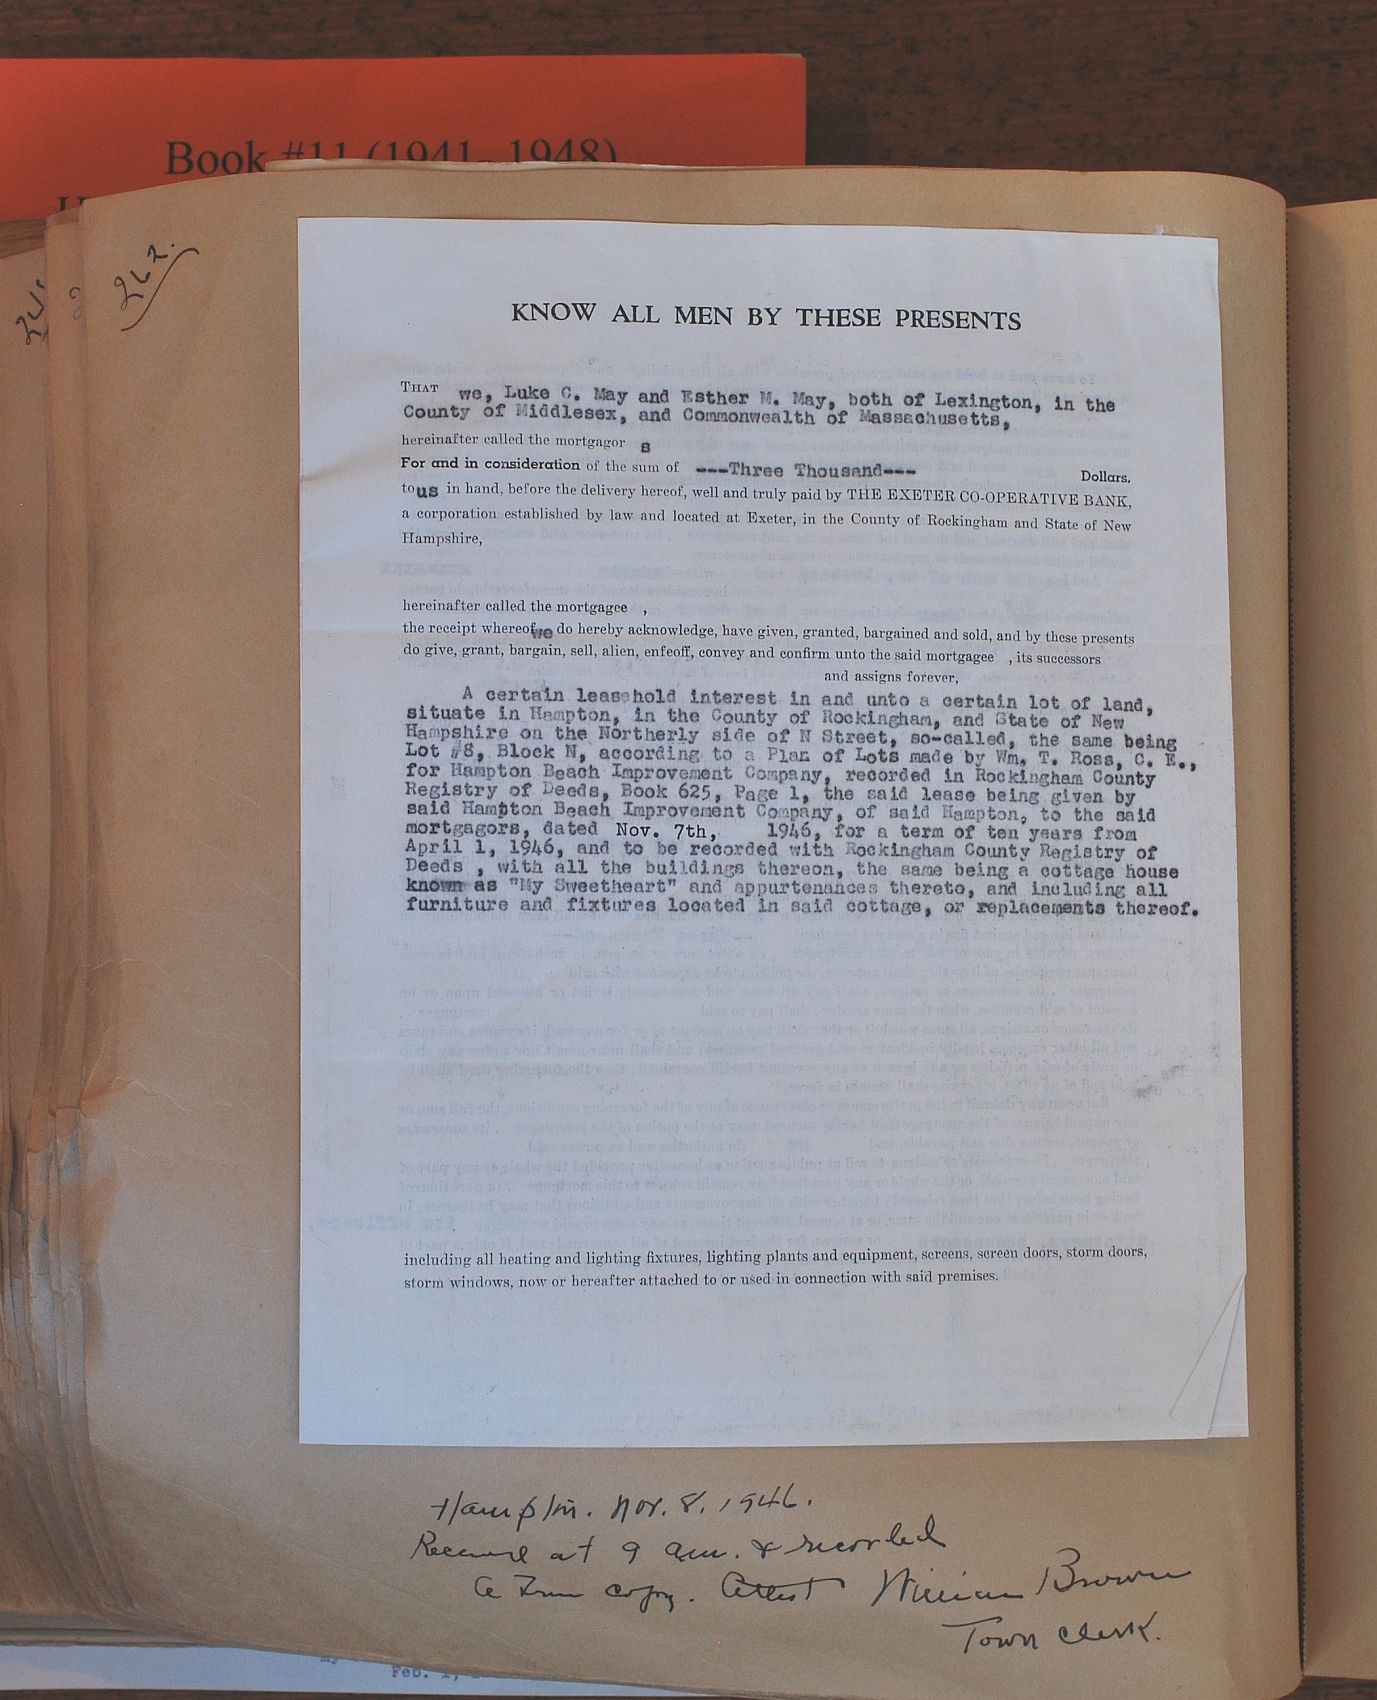 Book #11 (1941- 1948)
262.
KNOW ALL MEN BY THESE PRESENTS
THAT we, Luke C. May and Esther M. May, both of Lexington, in the
County of Middlesex, and Commonwealth of Massachusetts,
hereinafter called the mortgagor s
For and in consideration of the sum of ---Three Thousand--- Dollars,
to us in hand, before the delivery hereof, well and truly paid by THE EXETER CO-OPERATIVE BANK,
a corporation established by law and located at Exeter, in the County of Rockingham and State of New
Hampshire,
hereinafter called the mortgagee ,
the receipt whereof we do hereby acknowledge, have given, granted, bargained and sold, and by these presents
do give, grant, bargain, sell, alien, enfeoff, convey and confirm unto the said mortgagee , its successors
and assigns forever,
A certain leasehold interest in and unto a certain lot of land,
situate in Hampton, in the County of Rockingham, and State of New
Hampshire on the Northerly side of N Street, so-called, the same being
Lot #8, Block N, according to a Plan of Lots made by Wm. T. Ross, C. E.,
for Hampton Beach Improvement Company, recorded in Rockingham County
Registry of Deeds, Book 625, Page 1, the said lease being given by
said Hampton Beach Improvement Company, of said Hampton, to the said
mortgagors, dated Nov. 7th, 1946, for a term of ten years from
April 1, 1946, and to be recorded with Rockingham County Registry of
Deeds , with all the buildings thereon, the same being a cottage house
known as "My Sweetheart" and appurtenances thereto, and including all
furniture and fixtures located in said cottage, or replacements thereof.
including all heating and lighting fixtures, lighting plants and equipment, screens, screen doors, storm doors,
storm windows, now or hereafter attached to or used in connection with said premises.
Hampton. Nov. 8. 1946.
Received at 9 am. & recorded
A True copy. Attest William Brown
Town Clerk.
Feb. 1,